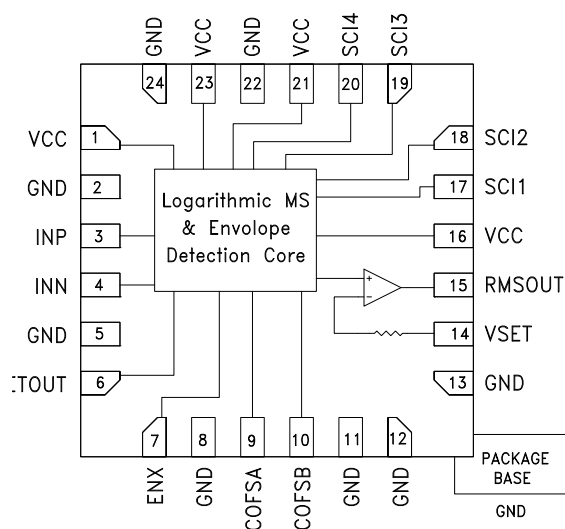 GND
VCC
GND
VCC
SCI4
SCI3
24
23
22
21
20
19
VCC
1
GND
2
INP
3
INN
4
GND
5
:TOUT
6
18
SCI2
17
SCI1
16
VCC
15
RMSOUT
14
VSET
13
GND
Logarithmic MS
& Envolope
Detection Core
+
−
7
8
9
10
11
12
ENX
GND
COFSA
COFSB
GND
GND
PACKAGE
BASE
GND